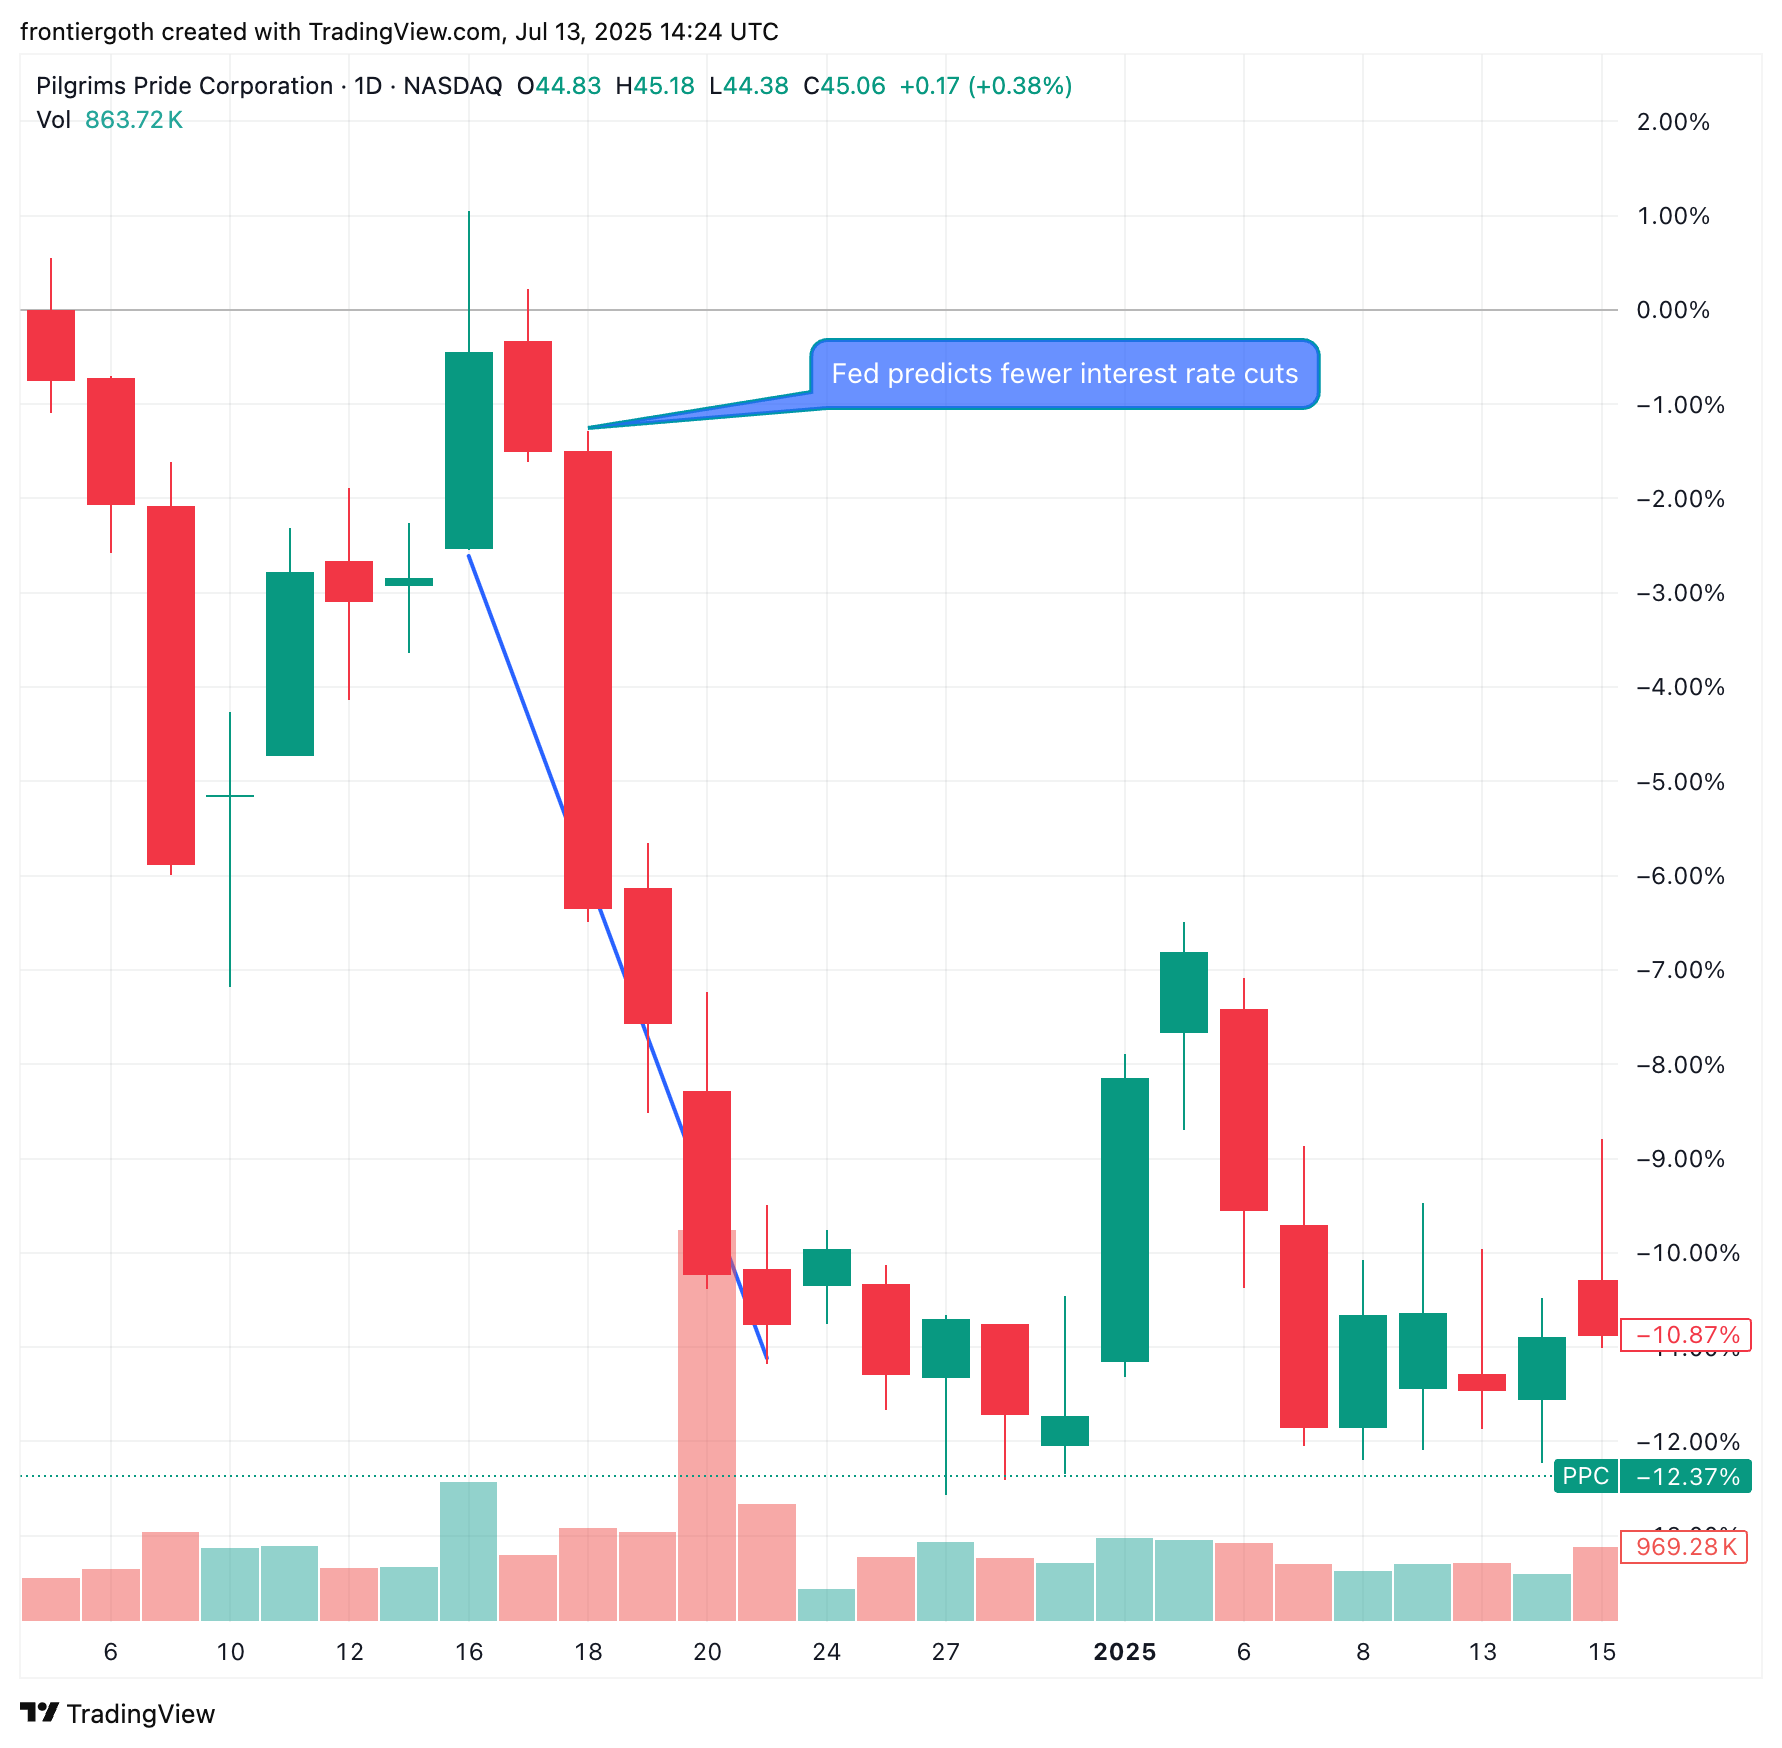 frontiergoth created with TradingView.com, Jul 13, 2025 14:24 UTC
Pilgrims Pride Corporation · 1D · NASDAQ O44.83 H45.18 L44.38 C45.06 +0.17 (+0.38%)
Vol 863.72 K
2.00%
1.00%
0.00%
Fed predicts fewer interest rate cuts
−1.00%
−2.00%
−3.00%
−4.00%
−5.00%
−6.00%
−7.00%
−8.00%
−9.00%
−10.00%
−10.87%
−12.00%
PPC −12.37%
969.28 K
6 10 12 16 18 20 24 27 2025 6 8 13 15
TradingView